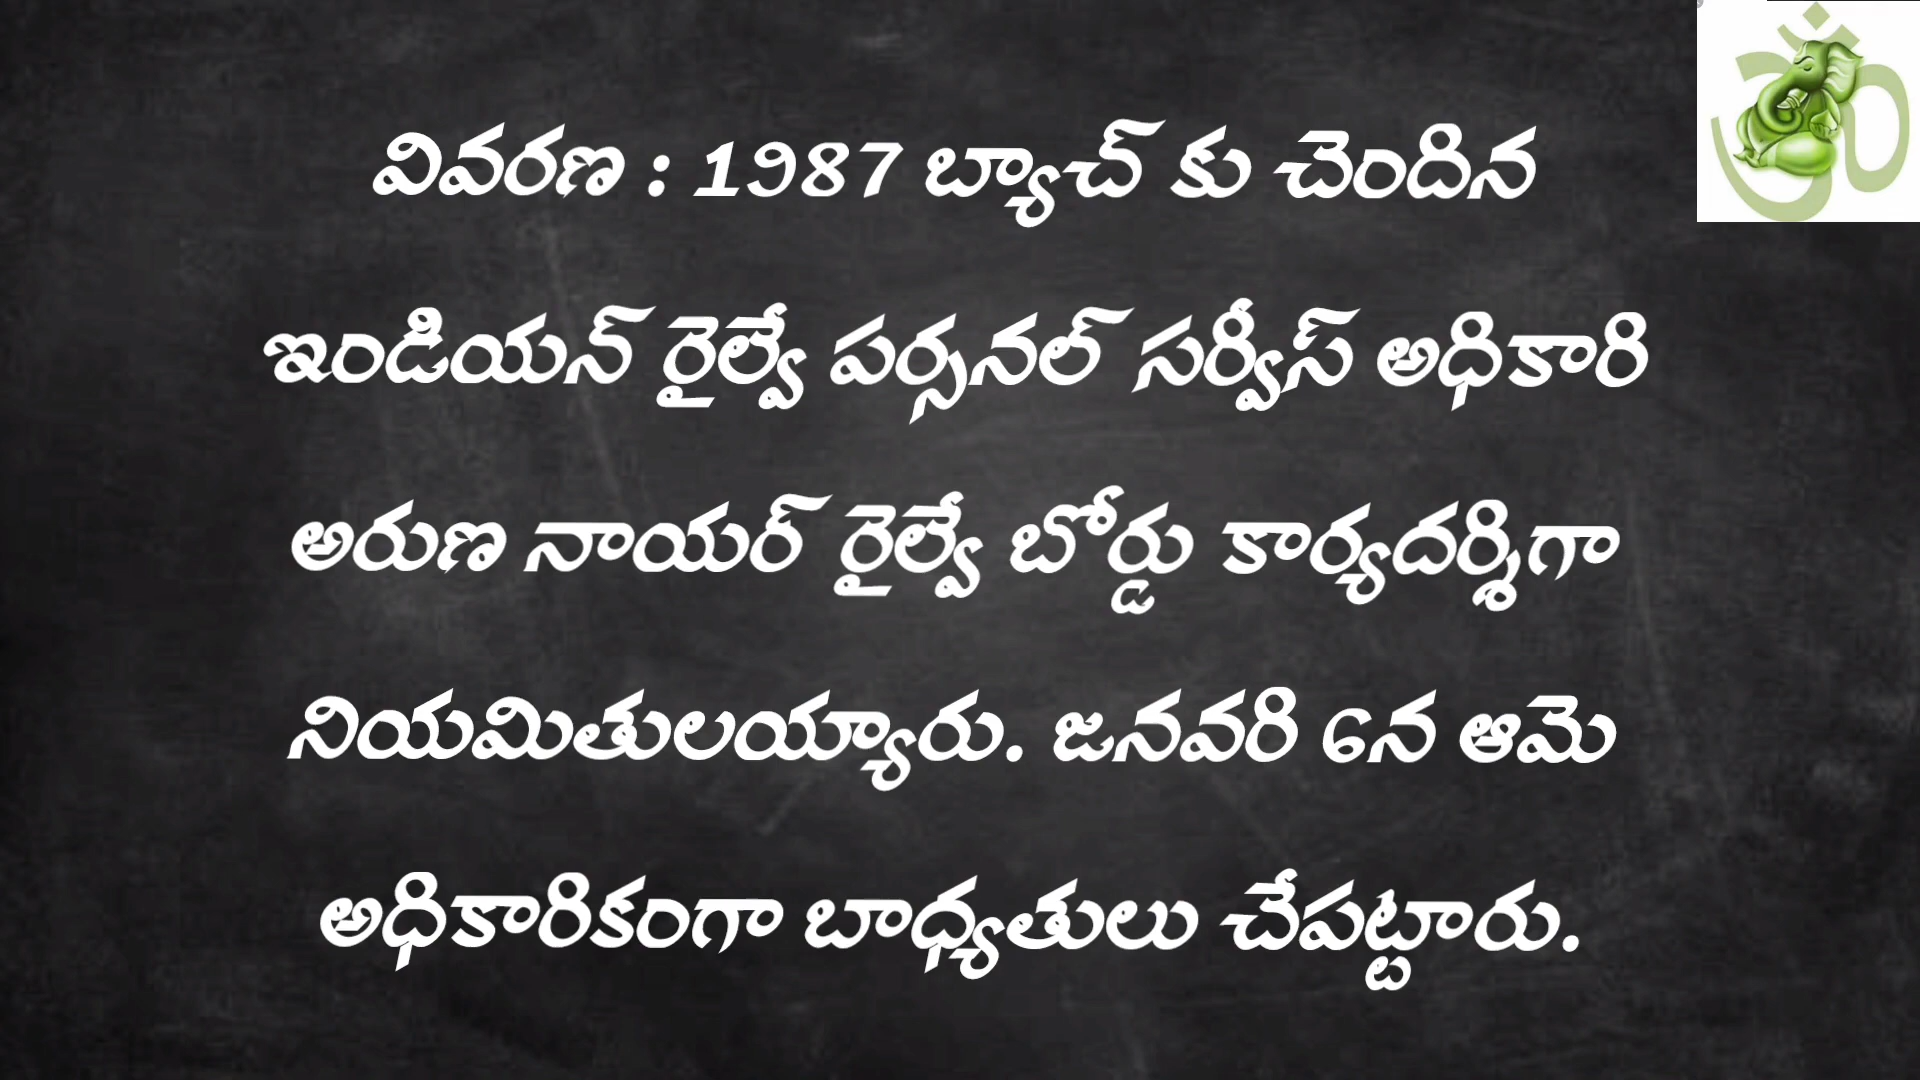 వివరణ : 1987 బ్యాచ్ కు చెందిన
ఇండియన్ రైల్వే పర్సనల్ సర్వీస్ అధికారి
అరుణ నాయర్ రైల్వే బోర్డు కార్యదర్శిగా
నియమితులయ్యారు. జనవరి 6న ఆమె
అధికారికంగా బాధ్యతులు చేపట్టారు.